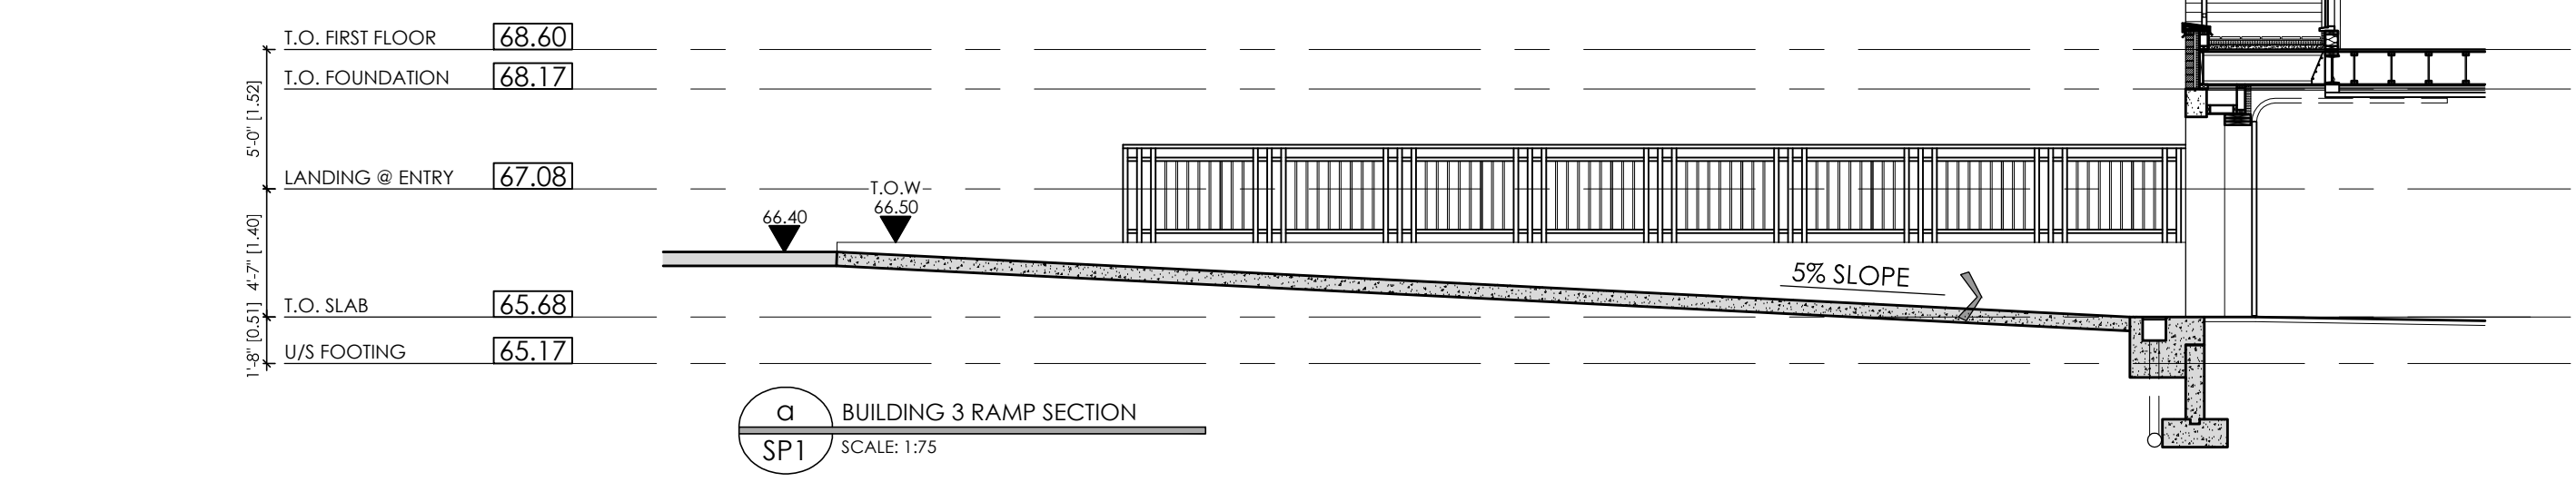 T.O. FIRST FLOOR 68.60
T.O. FOUNDATION 68.17
5'-0" [1.52]
LANDING @ ENTRY 67.08
T.O.W
66.50
66.40
4'-7" [1.40]
5% SLOPE
T.O. SLAB 65.68
1'-8" [0.51]
U/S FOOTING 65.17
a
BUILDING 3 RAMP SECTION
SP1
SCALE: 1:75